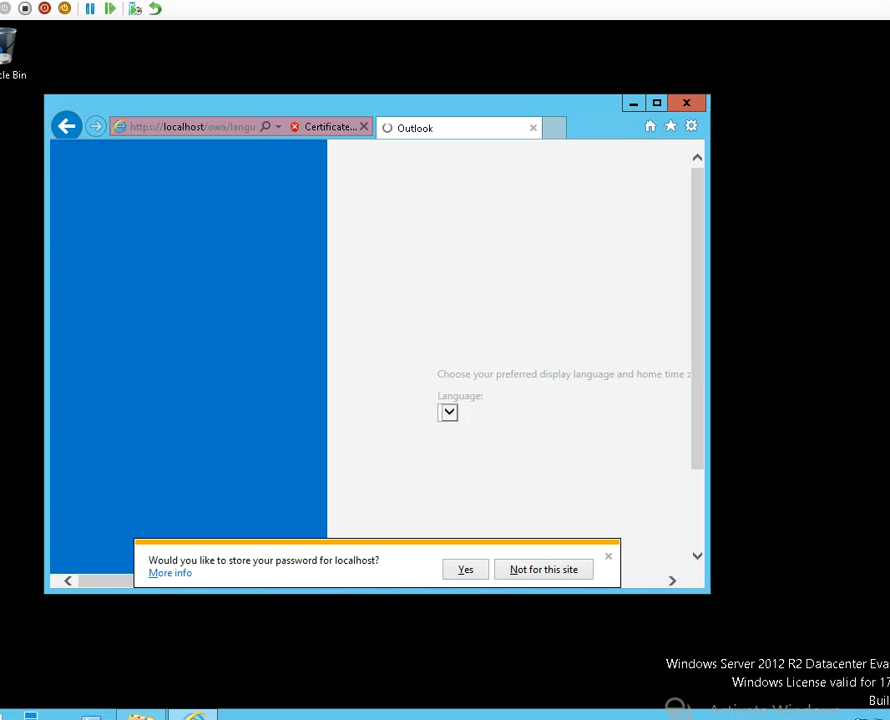 cle Bin
https://localhost/owa/langu
Certificate...
Outlook
Choose your preferred display language and home time z
Language:
Would you like to store your password for localhost?
More info
Yes
Not for this site
Windows Server 2012 R2 Datacenter Eva
Windows License valid for 17
Buil
Activate Windows